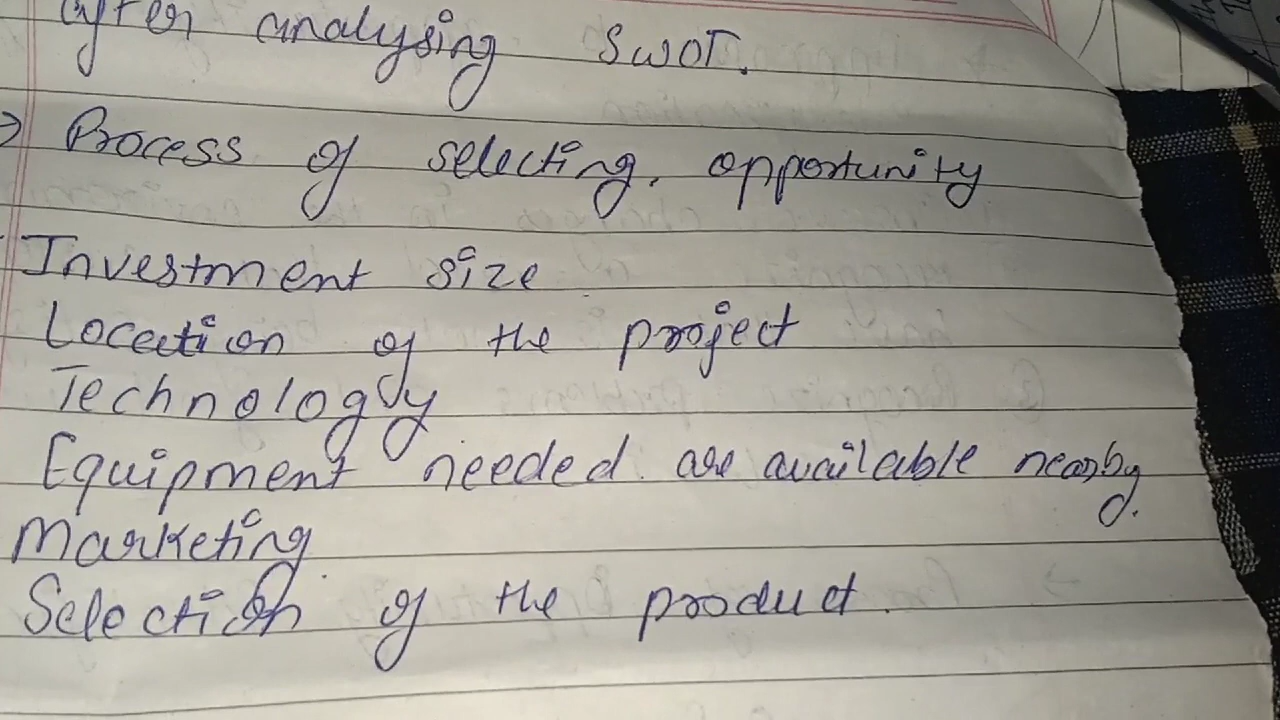 after analysing SWOT.
→ Process of selecting, opportunity
Investment size
Location of the project
Technology
Equipment needed are available nearby.
Marketing
Selection of the product.